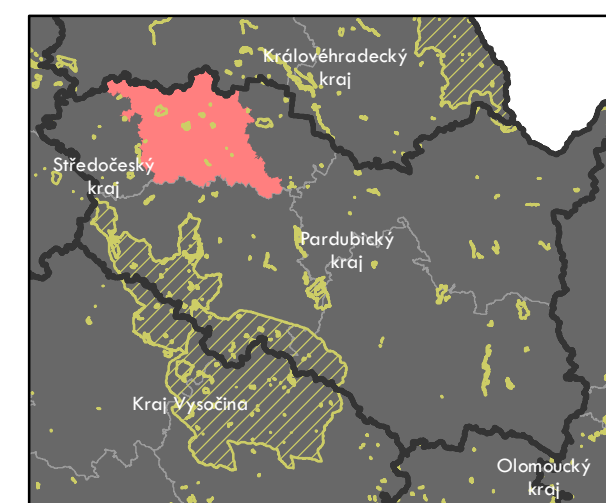 Královéhradecký
kraj
Středočeský
kraj
Pardubický
kraj
Kraj Vysočina
Olomoucký
kraj